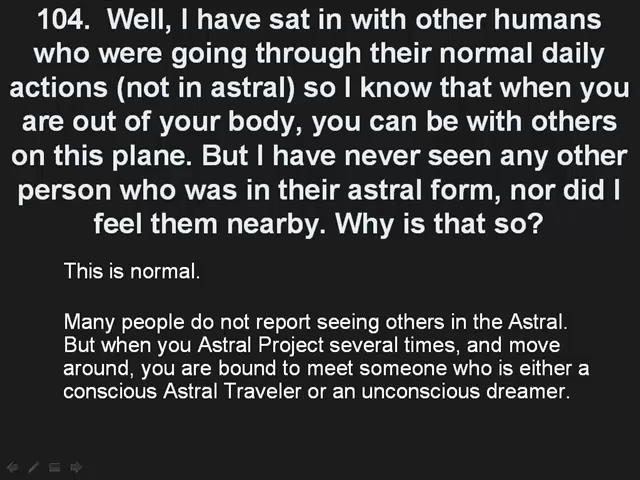 104.  Well, I have sat in with other humans
who were going through their normal daily
actions (not in astral) so I know that when you
are out of your body, you can be with others
on this plane. But I have never seen any other
person who was in their astral form, nor did I
feel them nearby. Why is that so?
This is normal.
Many people do not report seeing others in the Astral.
But when you Astral Project several times, and move
around, you are bound to meet someone who is either a
conscious Astral Traveler or an unconscious dreamer.